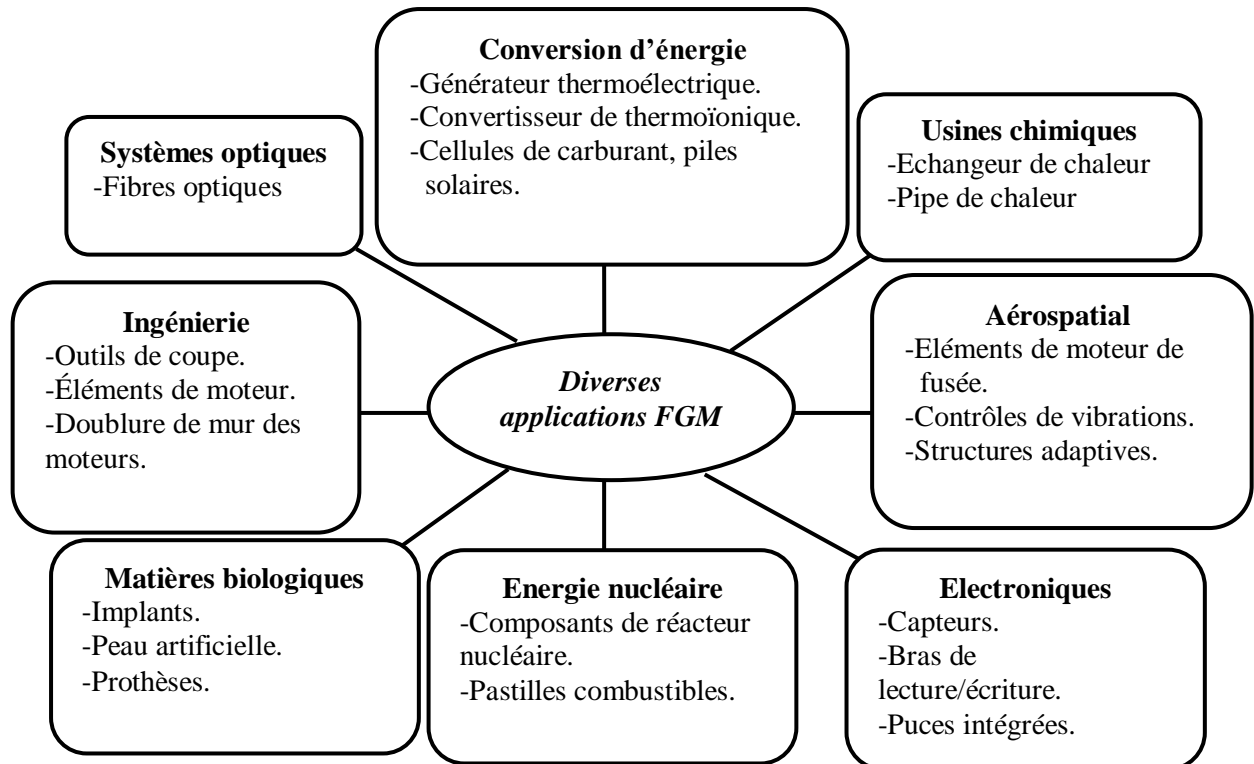 Conversion d’énergie
-Générateur thermoélectrique.
-Convertisseur de thermoïonique.
-Cellules de carburant, piles
solaires.
Systèmes optiques
-Fibres optiques
Usines chimiques
-Echangeur de chaleur
-Pipe de chaleur
Ingénierie
-Outils de coupe.
-Éléments de moteur.
-Doublure de mur des
moteurs.
Diverses
applications FGM
Aérospatial
-Eléments de moteur de
fusée.
-Contrôles de vibrations.
-Structures adaptives.
Matières biologiques
-Implants.
-Peau artificielle.
-Prothèses.
Energie nucléaire
-Composants de réacteur
nucléaire.
-Pastilles combustibles.
Electroniques
-Capteurs.
-Bras de
lecture/écriture.
-Puces intégrées.